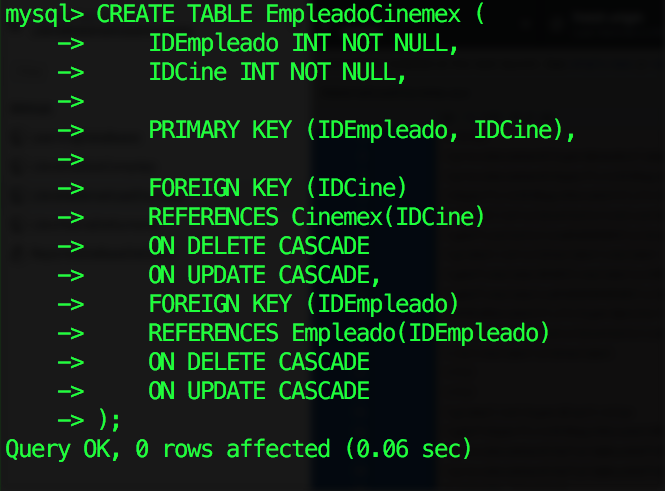 mysql> CREATE TABLE EmpleadoCinemex (
    ->     IDEmpleado INT NOT NULL,
    ->     IDCine INT NOT NULL,
    ->
    ->     PRIMARY KEY (IDEmpleado, IDCine),
    ->
    ->     FOREIGN KEY (IDCine)
    ->     REFERENCES Cinemex(IDCine)
    ->     ON DELETE CASCADE
    ->     ON UPDATE CASCADE,
    ->     FOREIGN KEY (IDEmpleado)
    ->     REFERENCES Empleado(IDEmpleado)
    ->     ON DELETE CASCADE
    ->     ON UPDATE CASCADE
    -> );
Query OK, 0 rows affected (0.06 sec)